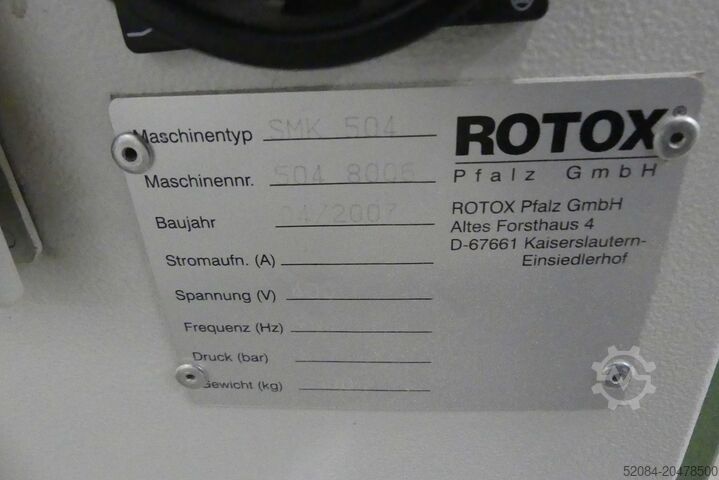 Maschinentyp SMK 504
Maschinennr. 504 8005
Baujahr 04/2007
Stromaufn. (A)
Spannung (V)
Frequenz (Hz)
Druck (bar)
Gewicht (kg)
ROTOX®
Pfalz GmbH
ROTOX Pfalz GmbH
Altes Forsthaus 4
D-67661 Kaiserslautern-
Einsiedlerhof
52084-20478500